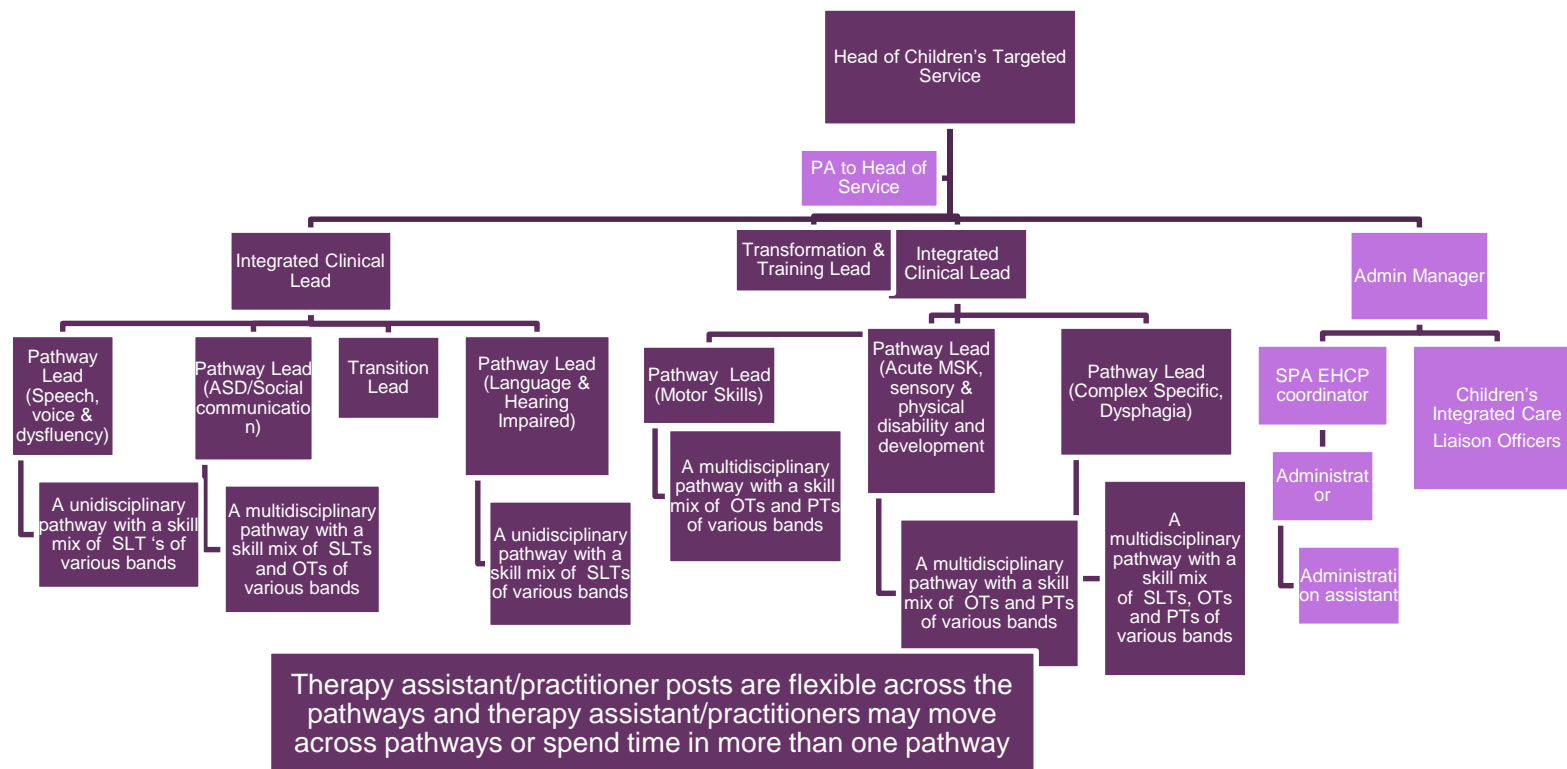 Head of Children's Targeted
Service
PA to Head of
Service
Integrated Clinical
Lead
Transformation &
Training Lead
Integrated
Clinical Lead
Admin Manager
Pathway
Lead
(Speech,
voice &
dysfluency)
Pathway Lead
(ASD/Social
communicatio
n)
Transition
Lead
Pathway Lead
(Language &
Hearing
Impaired)
Pathway  Lead
(Motor Skills)
Pathway Lead
(Acute MSK,
sensory &
physical
disability and
development
Pathway Lead
(Complex Specific,
Dysphagia)
SPA EHCP
coordinator
Children's
Integrated Care
Liaison Officers
A unidisciplinary
pathway with a skill
mix of  SLT ‘s of
various bands
A multidisciplinary
pathway with a
skill mix of  SLTs
and OTs of
various bands
A unidisciplinary
pathway with a
skill mix of  SLTs
of various bands
A multidisciplinary
pathway with a skill
mix of  OTs and PTs
of various bands
A multidisciplinary
pathway with a skill
mix of  OTs and PTs
of various bands
A
multidisciplinary
pathway with a
skill mix
of  SLTs, OTs
and PTs of
various bands
Administrat
or
Administrati
on assistant
Therapy assistant/practitioner posts are flexible across the
pathways and therapy assistant/practitioners may move
across pathways or spend time in more than one pathway